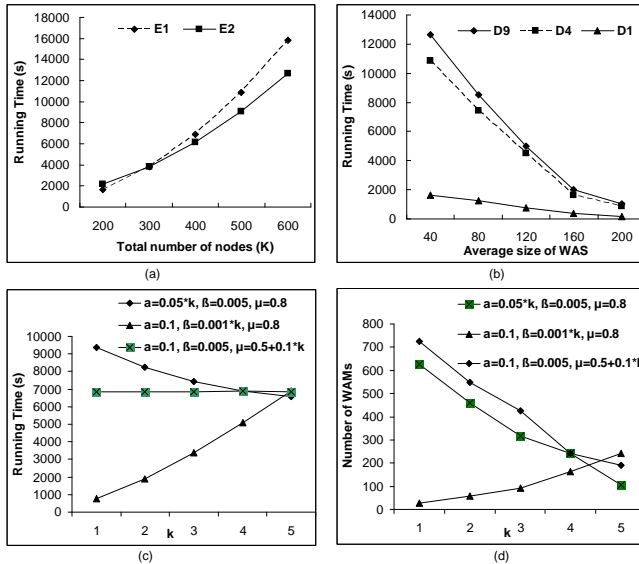 E1 E2
Running Time (s)
18000
16000
14000
12000
10000
8000
6000
4000
2000
0
200 300 400 500 600
Total number of nodes (K)
(a)
D9 D4 D1
Running Time (s)
14000
12000
10000
8000
6000
4000
2000
0
40 80 120 160 200
Average size of WAS
(b)
a=0.05*k, ß=0.005, µ=0.8
a=0.1, ß=0.001*k, µ=0.8
a=0.1, ß=0.005, µ=0.5+0.1*k
Running Time (s)
10000
9000
8000
7000
6000
5000
4000
3000
2000
1000
0
1 2 3 4 5
k
(c)
a=0.05*k, ß=0.005, µ=0.8
a=0.1, ß=0.001*k, µ=0.8
a=0.1, ß=0.005, µ=0.5+0.1*k
Number of WAMs
800
700
600
500
400
300
200
100
0
1 2 3 4 5
k
(d)